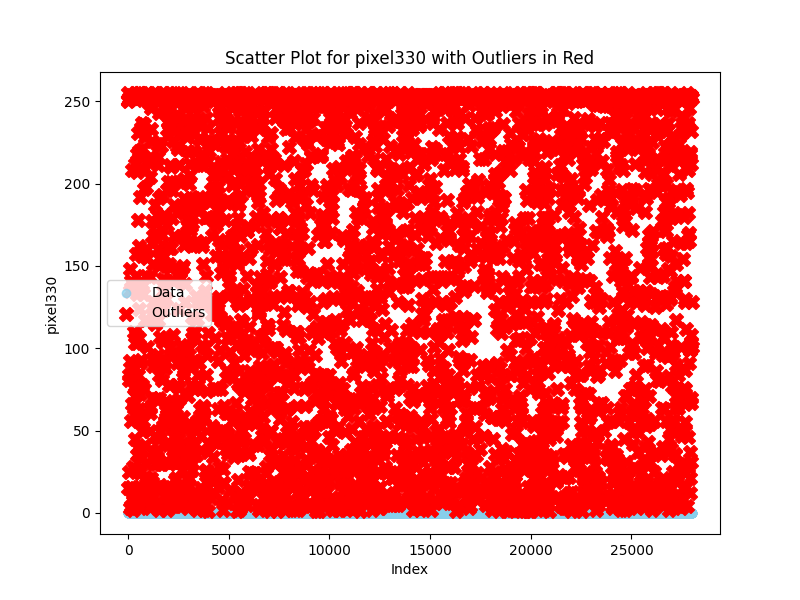 Scatter Plot for pixel330 with Outliers in Red
250
200
150
100
50
0
pixel330
Data
Outliers
0 5000 10000 15000 20000 25000
Index